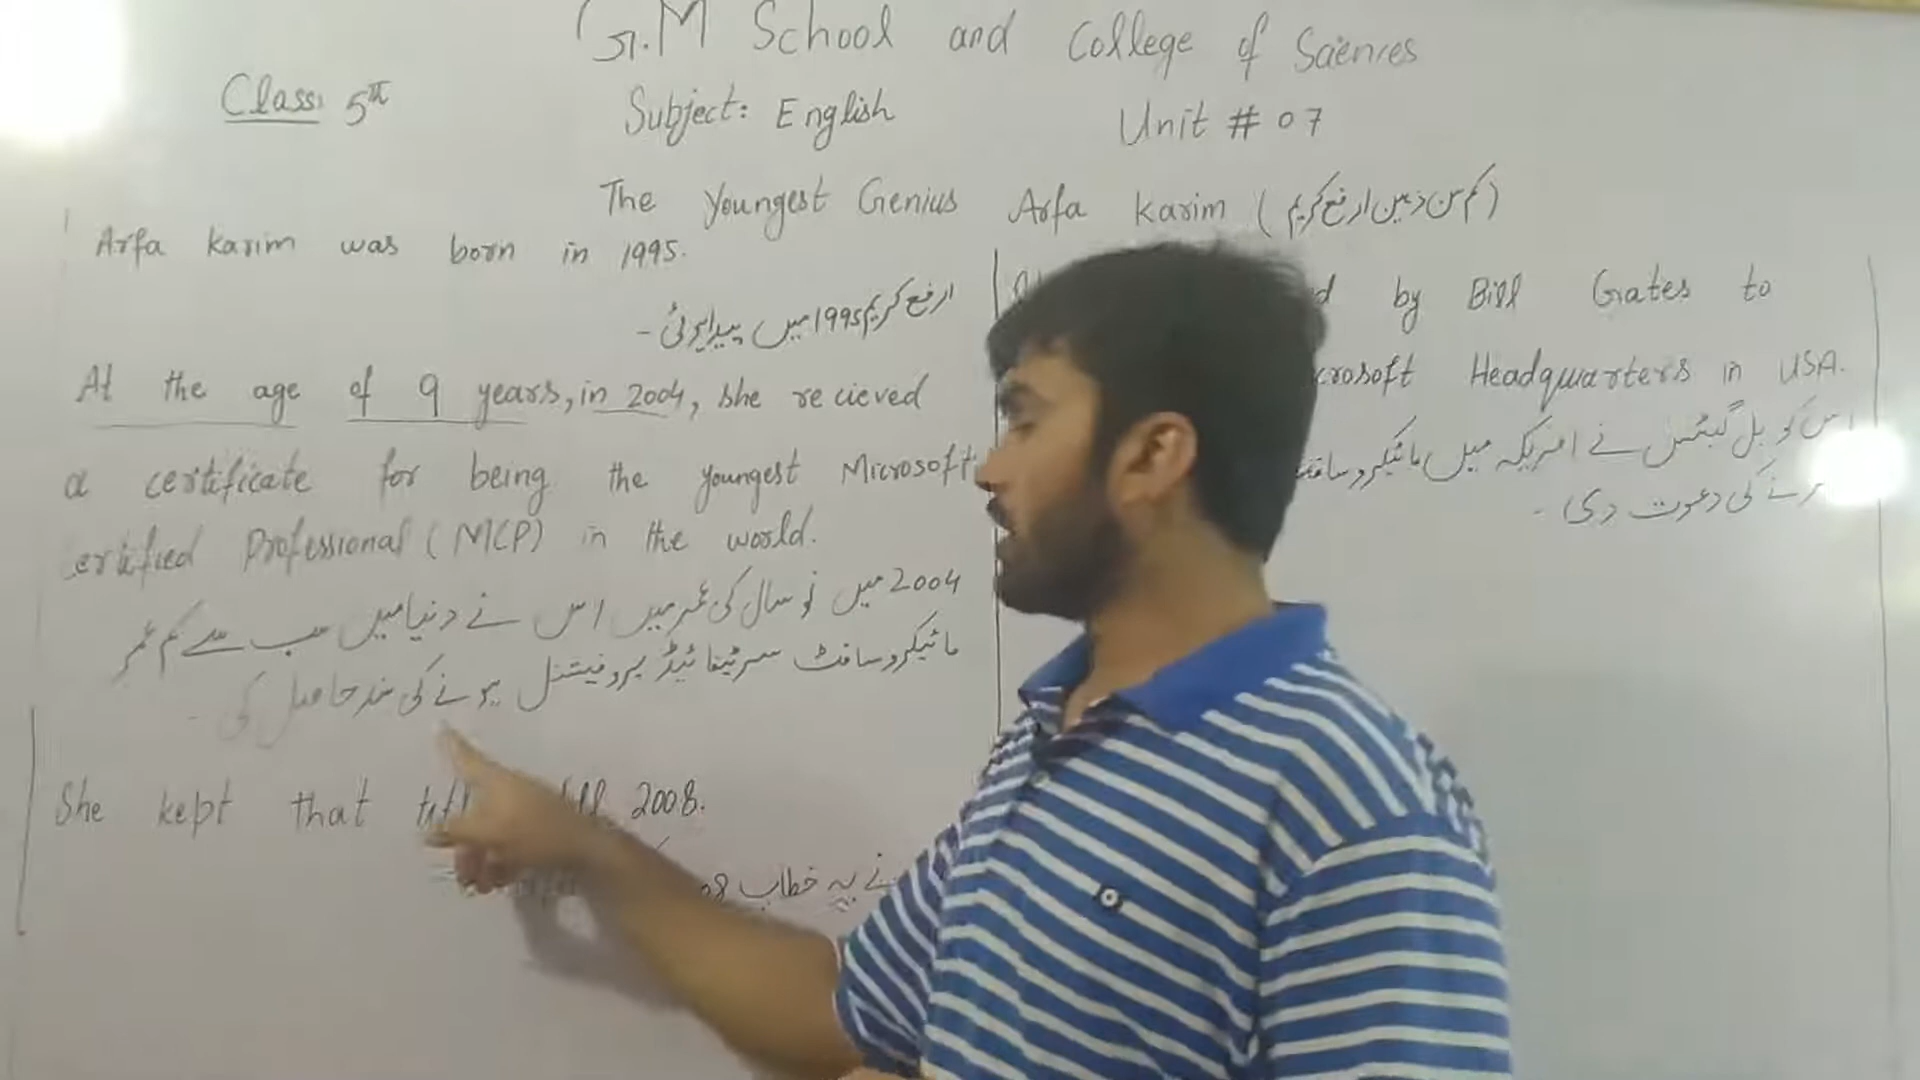 G.M School and College of Sciences
Class: 5th Subject: English Unit # 07
The Youngest Genius Arfa Karim (کم سن ذہین ارفع کریم)
Arfa Karim was born in 1995.
ارفع کریم 1995 میں پیدا ہوئی -
At the age of 9 years, in 2004, she recieved
a certificate for being the youngest Microsoft
certified Professional (MCP) in the world.
2004 میں نو سال کی عمر میں اس نے دنیا میں سب سے کم عمر
مائیکروسافٹ سرٹیفائیڈ پروفیشنل ہونے کی سند حاصل کی -
She kept that 2008.
نے یہ خطاب
by Bill Gates to
Headquarters in USA.
اس کو بل گیٹس نے امریکہ میں مائیکروسافٹ
کی دعوت دی -